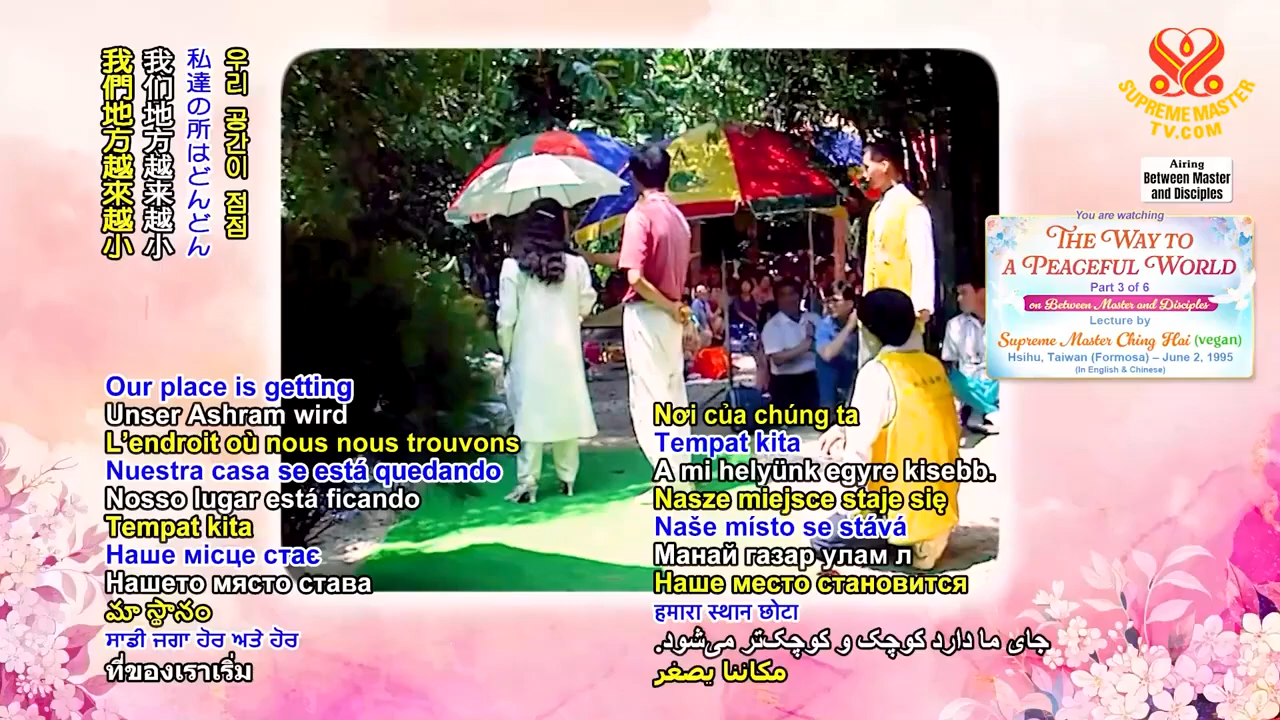 我們地方越來越小
我们地方越来越小
私達の所はどんどん
우리 공간이 점점
SUPREME MASTER
TV.COM
Airing
Between Master
and Disciples
You are watching
THE WAY TO
A PEACEFUL WORLD
Part 3 of 6
on Between Master and Disciples
Lecture by
Supreme Master Ching Hai (vegan)
Hsihu, Taiwan (Formosa) – June 2, 1995
(In English & Chinese)
Our place is getting
Unser Ashram wird
L'endroit où nous nous trouvons
Nuestra casa se está quedando
Nosso lugar está ficando
Tempat kita
Наше місце стає
Нашето място става
మా స్థానం
ਸਾਡੀ ਜਗਾ ਹੋਰ ਅਤੇ ਹੋਰ
ที่ของเราเริ่ม
Nơi của chúng ta
Tempat kita
A mi helyünk egyre kisebb.
Nasze miejsce staje się
Naše místo se stává
Манай газар улам л
Наше место становится
हमारा स्थान छोटा
جای ما دارد کوچک و کوچک‌تر می‌شود.
مكاننا يصغر